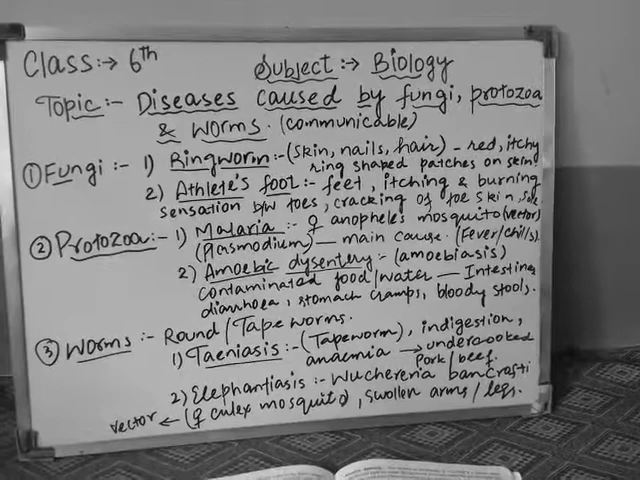 Class:→ 6th Subject :→ Biology
Topic:- Diseases caused by fungi, protozoa
& worms. (communicable)
① Fungi :- 1) Ringworm:-(skin, nails, hair) - red, itchy
ring shaped patches on skin
2) Athlete's foot :- feet, itching & burning
sensation b/w toes, cracking of toe skin, sole
② Protozoa:- 1) Malaria :- ♀ anopheles mosquito (vector)
(Plasmodium) — main cause. (Fever/chills).
2) Amoebic dysentery :- (amoebiasis)
contaminated food/water — Intestine
diarrhoea, stomach cramps, bloody stools.
③ Worms :- Round / Tape worms.
1) Taeniasis :- (Tapeworm), indigestion,
anaemia → undercooked
Pork / beef.
2) Elephantiasis :- Wuchereria bancrofti
vector ← (♀ culex mosquito), swollen arms / legs.